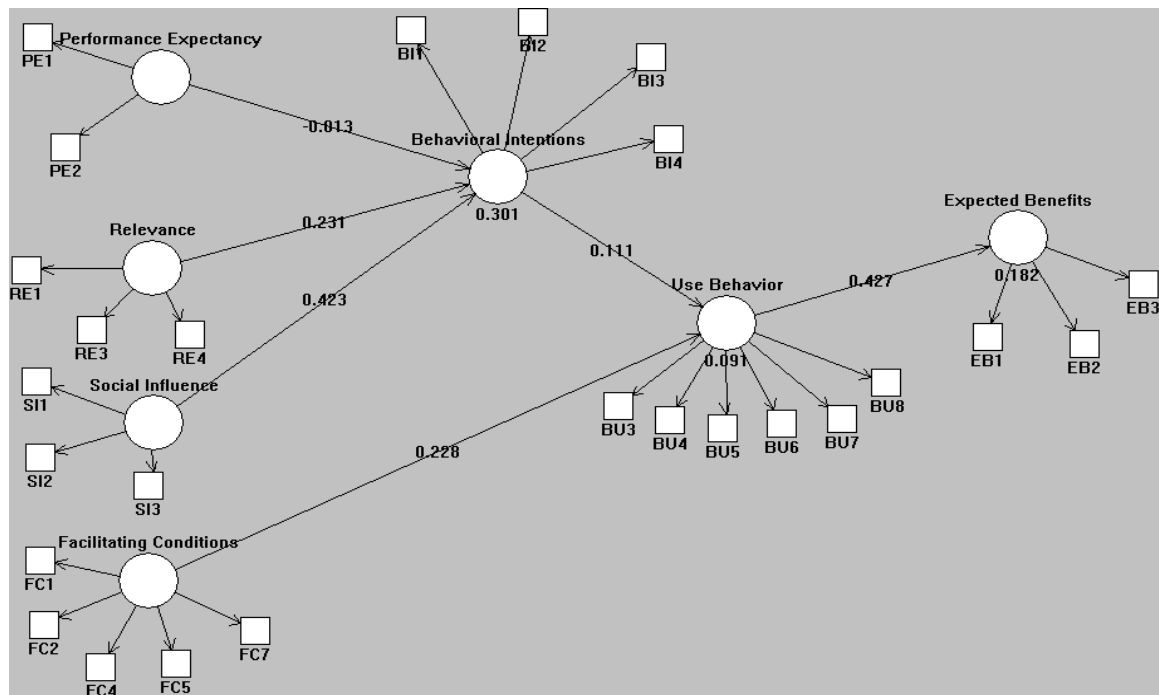 Performance Expectancy
PE1
PE2
BI1
BI2
BI3
BI4
-0.013
Behavioral Intentions
0.301
Relevance
RE1
RE3
RE4
0.231
0.423
Social Influence
SI1
SI2
SI3
0.111
Use Behavior
0.091
BU3
BU4
BU5
BU6
BU7
BU8
0.427
Expected Benefits
0.182
EB1
EB2
EB3
0.228
Facilitating Conditions
FC1
FC2
FC4
FC5
FC7